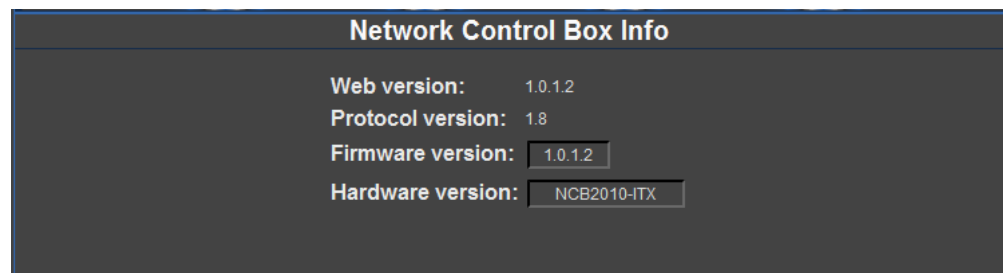 Network Control Box Info
Web version: 1.0.1.2
Protocol version: 1.8
Firmware version: 1.0.1.2
Hardware version: NCB2010-ITX